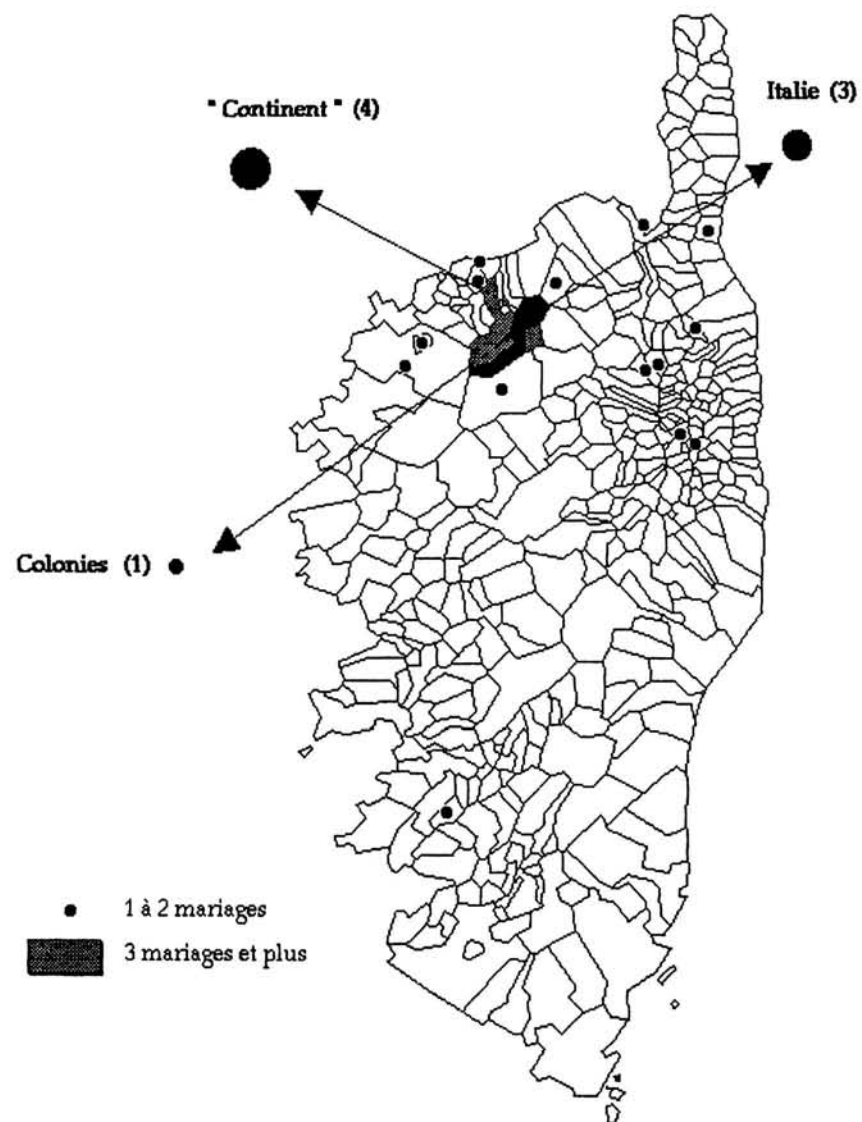 " Continent " (4)
Italie (3)
Colonies (1)
1 à 2 mariages
3 mariages et plus